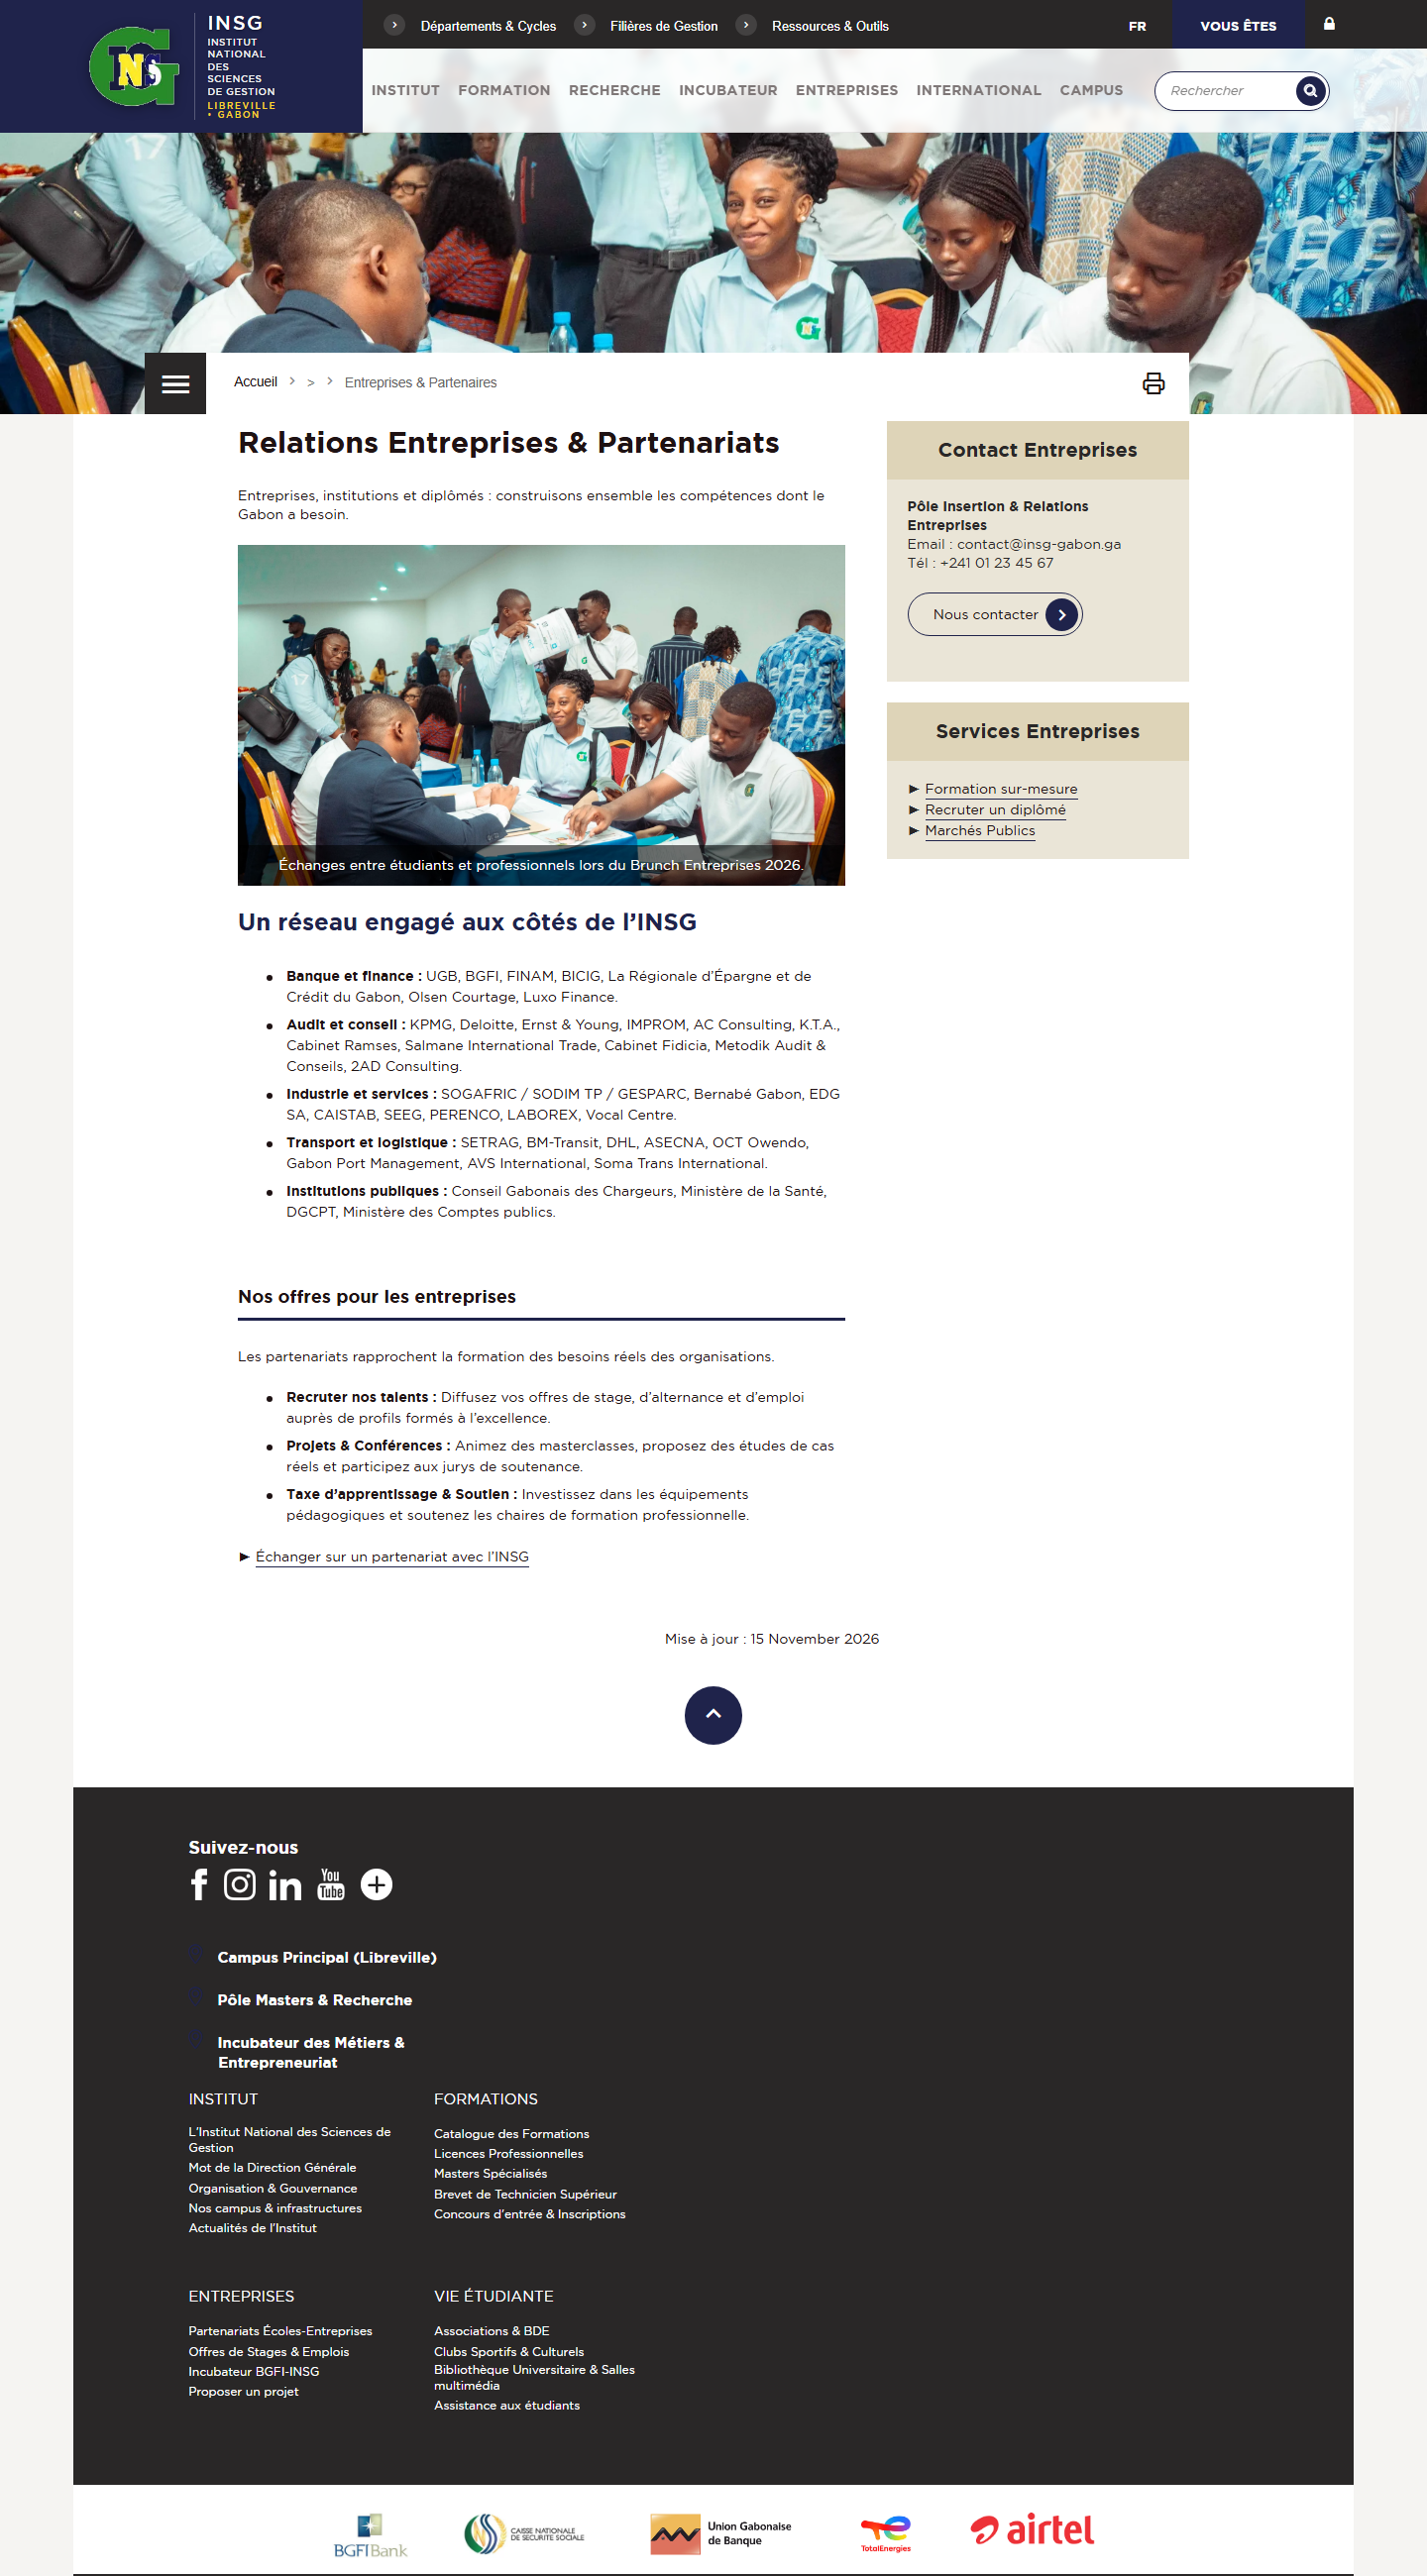 INSG
INSTITUT
NATIONAL
DES
SCIENCES
DE GESTION
LIBREVILLE
• GABON
Départements & Cycles
Filières de Gestion
Ressources & Outils
FR
VOUS ÊTES
INSTITUT
FORMATION
RECHERCHE
INCUBATEUR
ENTREPRISES
INTERNATIONAL
CAMPUS
Rechercher
17
Accueil > Entreprises & Partenaires
Relations Entreprises & Partenariats
Entreprises, institutions et diplômés : construisons ensemble les compétences dont le
Gabon a besoin.
17
Échanges entre étudiants et professionnels lors du Brunch Entreprises 2026.
Un réseau engagé aux côtés de l’INSG
Banque et finance : UGB, BGFI, FINAM, BICIG, La Régionale d’Épargne et de
Crédit du Gabon, Olsen Courtage, Luxo Finance.
Audit et conseil : KPMG, Deloitte, Ernst & Young, IMPROM, AC Consulting, K.T.A.,
Cabinet Ramses, Salmane International Trade, Cabinet Fidicia, Metodik Audit &
Conseils, 2AD Consulting.
Industrie et services : SOGAFRIC / SODIM TP / GESPARC, Bernabé Gabon, EDG
SA, CAISTAB, SEEG, PERENCO, LABOREX, Vocal Centre.
Transport et logistique : SETRAG, BM-Transit, DHL, ASECNA, OCT Owendo,
Gabon Port Management, AVS International, Soma Trans International.
Institutions publiques : Conseil Gabonais des Chargeurs, Ministère de la Santé,
DGCPT, Ministère des Comptes publics.
Nos offres pour les entreprises
Les partenariats rapprochent la formation des besoins réels des organisations.
Recruter nos talents : Diffusez vos offres de stage, d’alternance et d’emploi
auprès de profils formés à l’excellence.
Projets & Conférences : Animez des masterclasses, proposez des études de cas
réels et participez aux jurys de soutenance.
Taxe d’apprentissage & Soutien : Investissez dans les équipements
pédagogiques et soutenez les chaires de formation professionnelle.
Échanger sur un partenariat avec l’INSG
Contact Entreprises
Pôle Insertion & Relations
Entreprises
Email : contact@insg-gabon.ga
Tél : +241 01 23 45 67
Nous contacter
Services Entreprises
Formation sur-mesure
Recruter un diplômé
Marchés Publics
Mise à jour : 15 November 2026
Suivez-nous
You
Tube
Campus Principal (Libreville)
Pôle Masters & Recherche
Incubateur des Métiers &
Entrepreneuriat
INSTITUT
L'Institut National des Sciences de
Gestion
Mot de la Direction Générale
Organisation & Gouvernance
Nos campus & infrastructures
Actualités de l'Institut
FORMATIONS
Catalogue des Formations
Licences Professionnelles
Masters Spécialisés
Brevet de Technicien Supérieur
Concours d'entrée & Inscriptions
ENTREPRISES
Partenariats Écoles-Entreprises
Offres de Stages & Emplois
Incubateur BGFI-INSG
Proposer un projet
VIE ÉTUDIANTE
Associations & BDE
Clubs Sportifs & Culturels
Bibliothèque Universitaire & Salles
multimédia
Assistance aux étudiants
BGFIBank
CAISSE NATIONALE
DE SECURITE SOCIALE
Union Gabonaise
de Banque
TotalEnergies
airtel